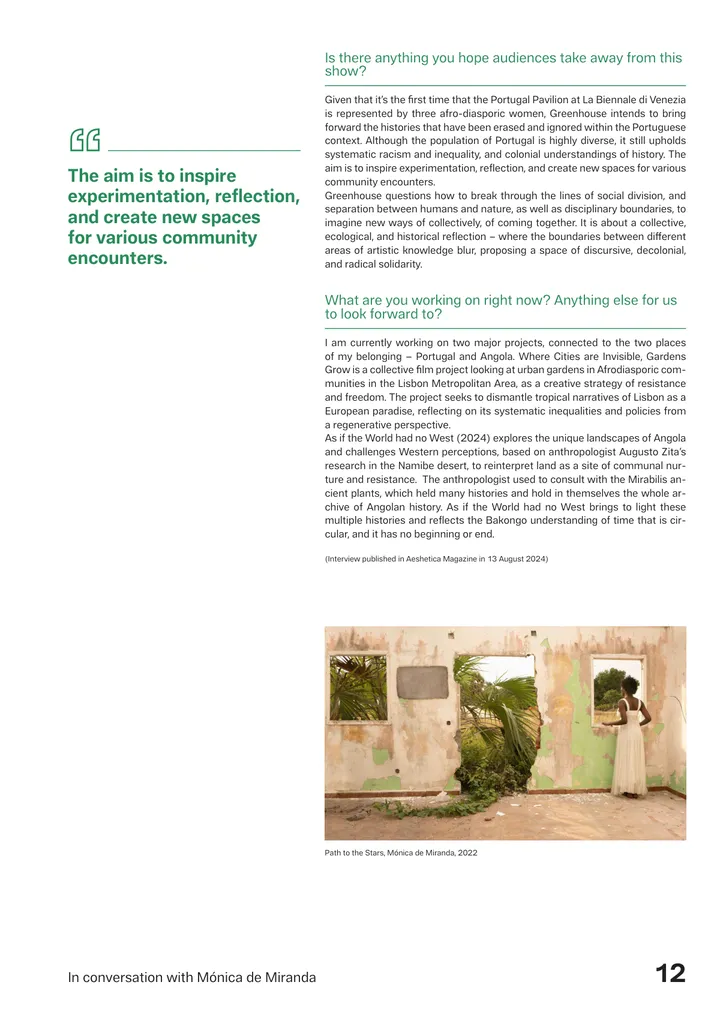 Is there anything you hope audiences take away from this
show?
Given that it’s the first time that the Portugal Pavilion at La Biennale di Venezia
is represented by three afro-diasporic women, Greenhouse intends to bring
forward the histories that have been erased and ignored within the Portuguese
context. Although the population of Portugal is highly diverse, it still upholds
systematic racism and inequality, and colonial understandings of history. The
aim is to inspire experimentation, reflection, and create new spaces for various
community encounters.
Greenhouse questions how to break through the lines of social division, and
separation between humans and nature, as well as disciplinary boundaries, to
imagine new ways of collectively, of coming together. It is about a collective,
ecological, and historical reflection – where the boundaries between different
areas of artistic knowledge blur, proposing a space of discursive, decolonial,
and radical solidarity.
The aim is to inspire
experimentation, reflection,
and create new spaces
for various community
encounters.
What are you working on right now? Anything else for us
to look forward to?
I am currently working on two major projects, connected to the two places
of my belonging – Portugal and Angola. Where Cities are Invisible, Gardens
Grow is a collective film project looking at urban gardens in Afrodiasporic com-
munities in the Lisbon Metropolitan Area, as a creative strategy of resistance
and freedom. The project seeks to dismantle tropical narratives of Lisbon as a
European paradise, reflecting on its systematic inequalities and policies from
a regenerative perspective.
As if the World had no West (2024) explores the unique landscapes of Angola
and challenges Western perceptions, based on anthropologist Augusto Zita’s
research in the Namibe desert, to reinterpret land as a site of communal nur-
ture and resistance.  The anthropologist used to consult with the Mirabilis an-
cient plants, which held many histories and hold in themselves the whole ar-
chive of Angolan history. As if the World had no West brings to light these
multiple histories and reflects the Bakongo understanding of time that is cir-
cular, and it has no beginning or end.
(Interview published in Aeshetica Magazine in 13 August 2024)
Path to the Stars, Mónica de Miranda, 2022
In conversation with Mónica de Miranda
12